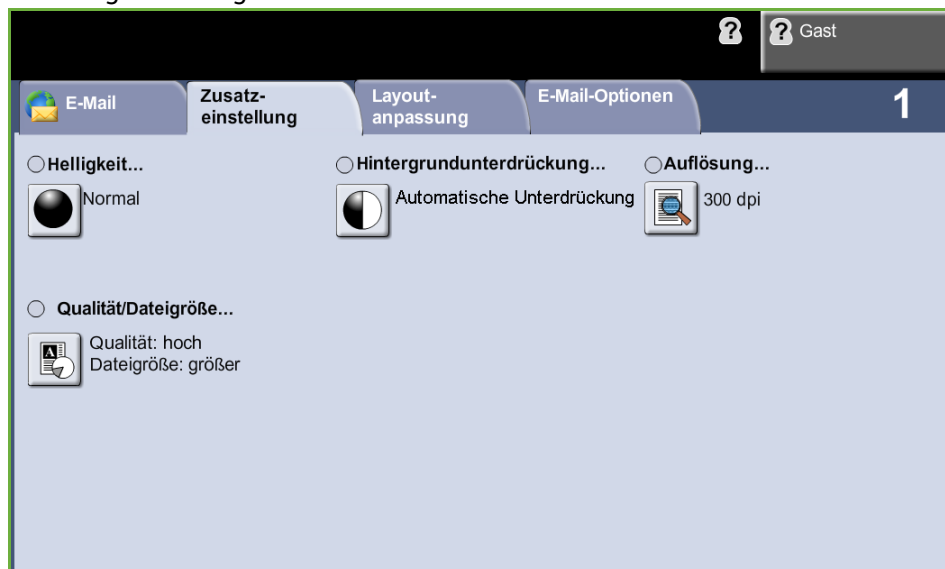 Gast
E-Mail
Zusatz-
einstellung
Layout-
anpassung
E-Mail-Optionen
1
Helligkeit...
Normal
Hintergrundunterdrückung...
Automatische Unterdrückung
Auflösung...
300 dpi
Qualität/Dateigröße...
Qualität: hoch
Dateigröße: größer